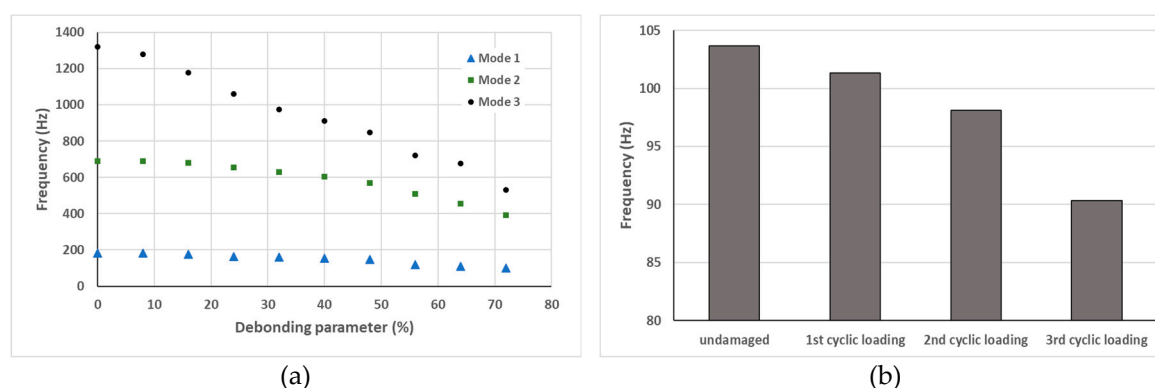 1400
1200
1000
800
600
400
200
0
Frequency (Hz)
Mode 1
Mode 2
Mode 3
0 10 20 30 40 50 60 70 80
Debonding parameter (%)
(a)
105
100
95
90
85
80
Frequency (Hz)
undamaged 1st cyclic loading 2nd cyclic loading 3rd cyclic loading
(b)